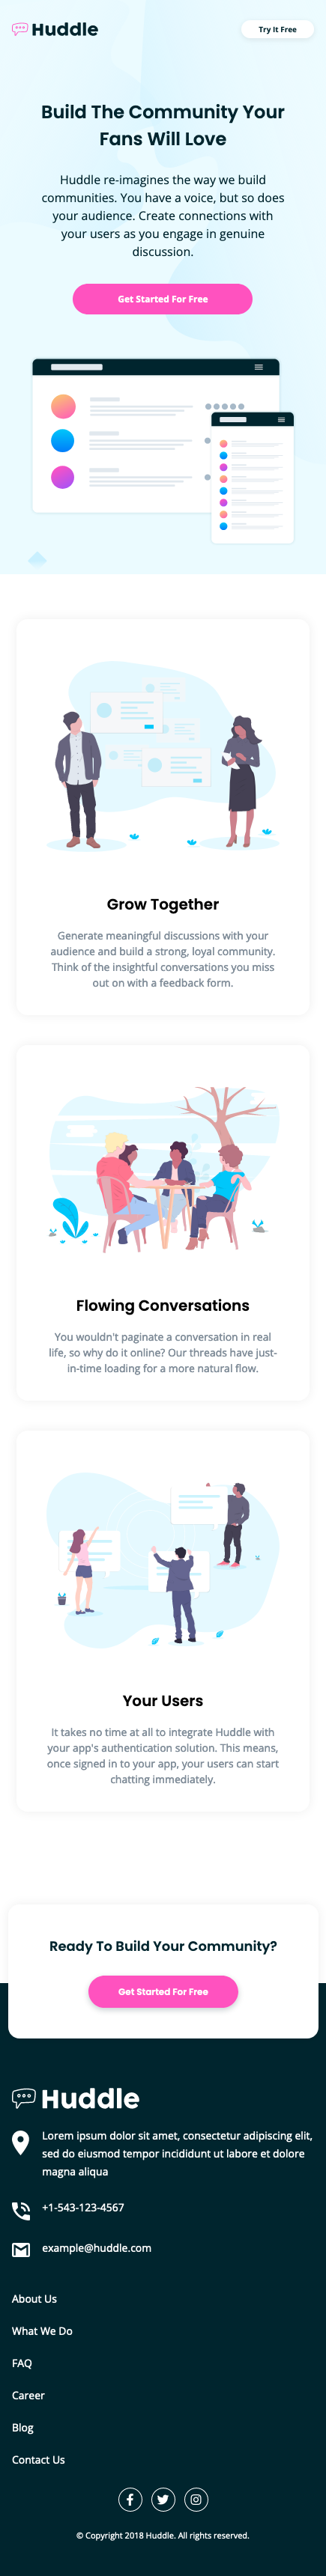 Huddle
Try It Free
Build The Community Your
Fans Will Love
Huddle re-imagines the way we build
communities. You have a voice, but so does
your audience. Create connections with
your users as you engage in genuine
discussion.
Get Started For Free
Grow Together
Generate meaningful discussions with your
audience and build a strong, loyal community.
Think of the insightful conversations you miss
out on with a feedback form.
Flowing Conversations
You wouldn't paginate a conversation in real
life, so why do it online? Our threads have just-
in-time loading for a more natural flow.
Your Users
It takes no time at all to integrate Huddle with
your app's authentication solution. This means,
once signed in to your app, your users can start
chatting immediately.
Ready To Build Your Community?
Get Started For Free
Huddle
Lorem ipsum dolor sit amet, consectetur adipiscing elit,
sed do eiusmod tempor incididunt ut labore et dolore
magna aliqua
+1-543-123-4567
example@huddle.com
About Us
What We Do
FAQ
Career
Blog
Contact Us
© Copyright 2018 Huddle. All rights reserved.